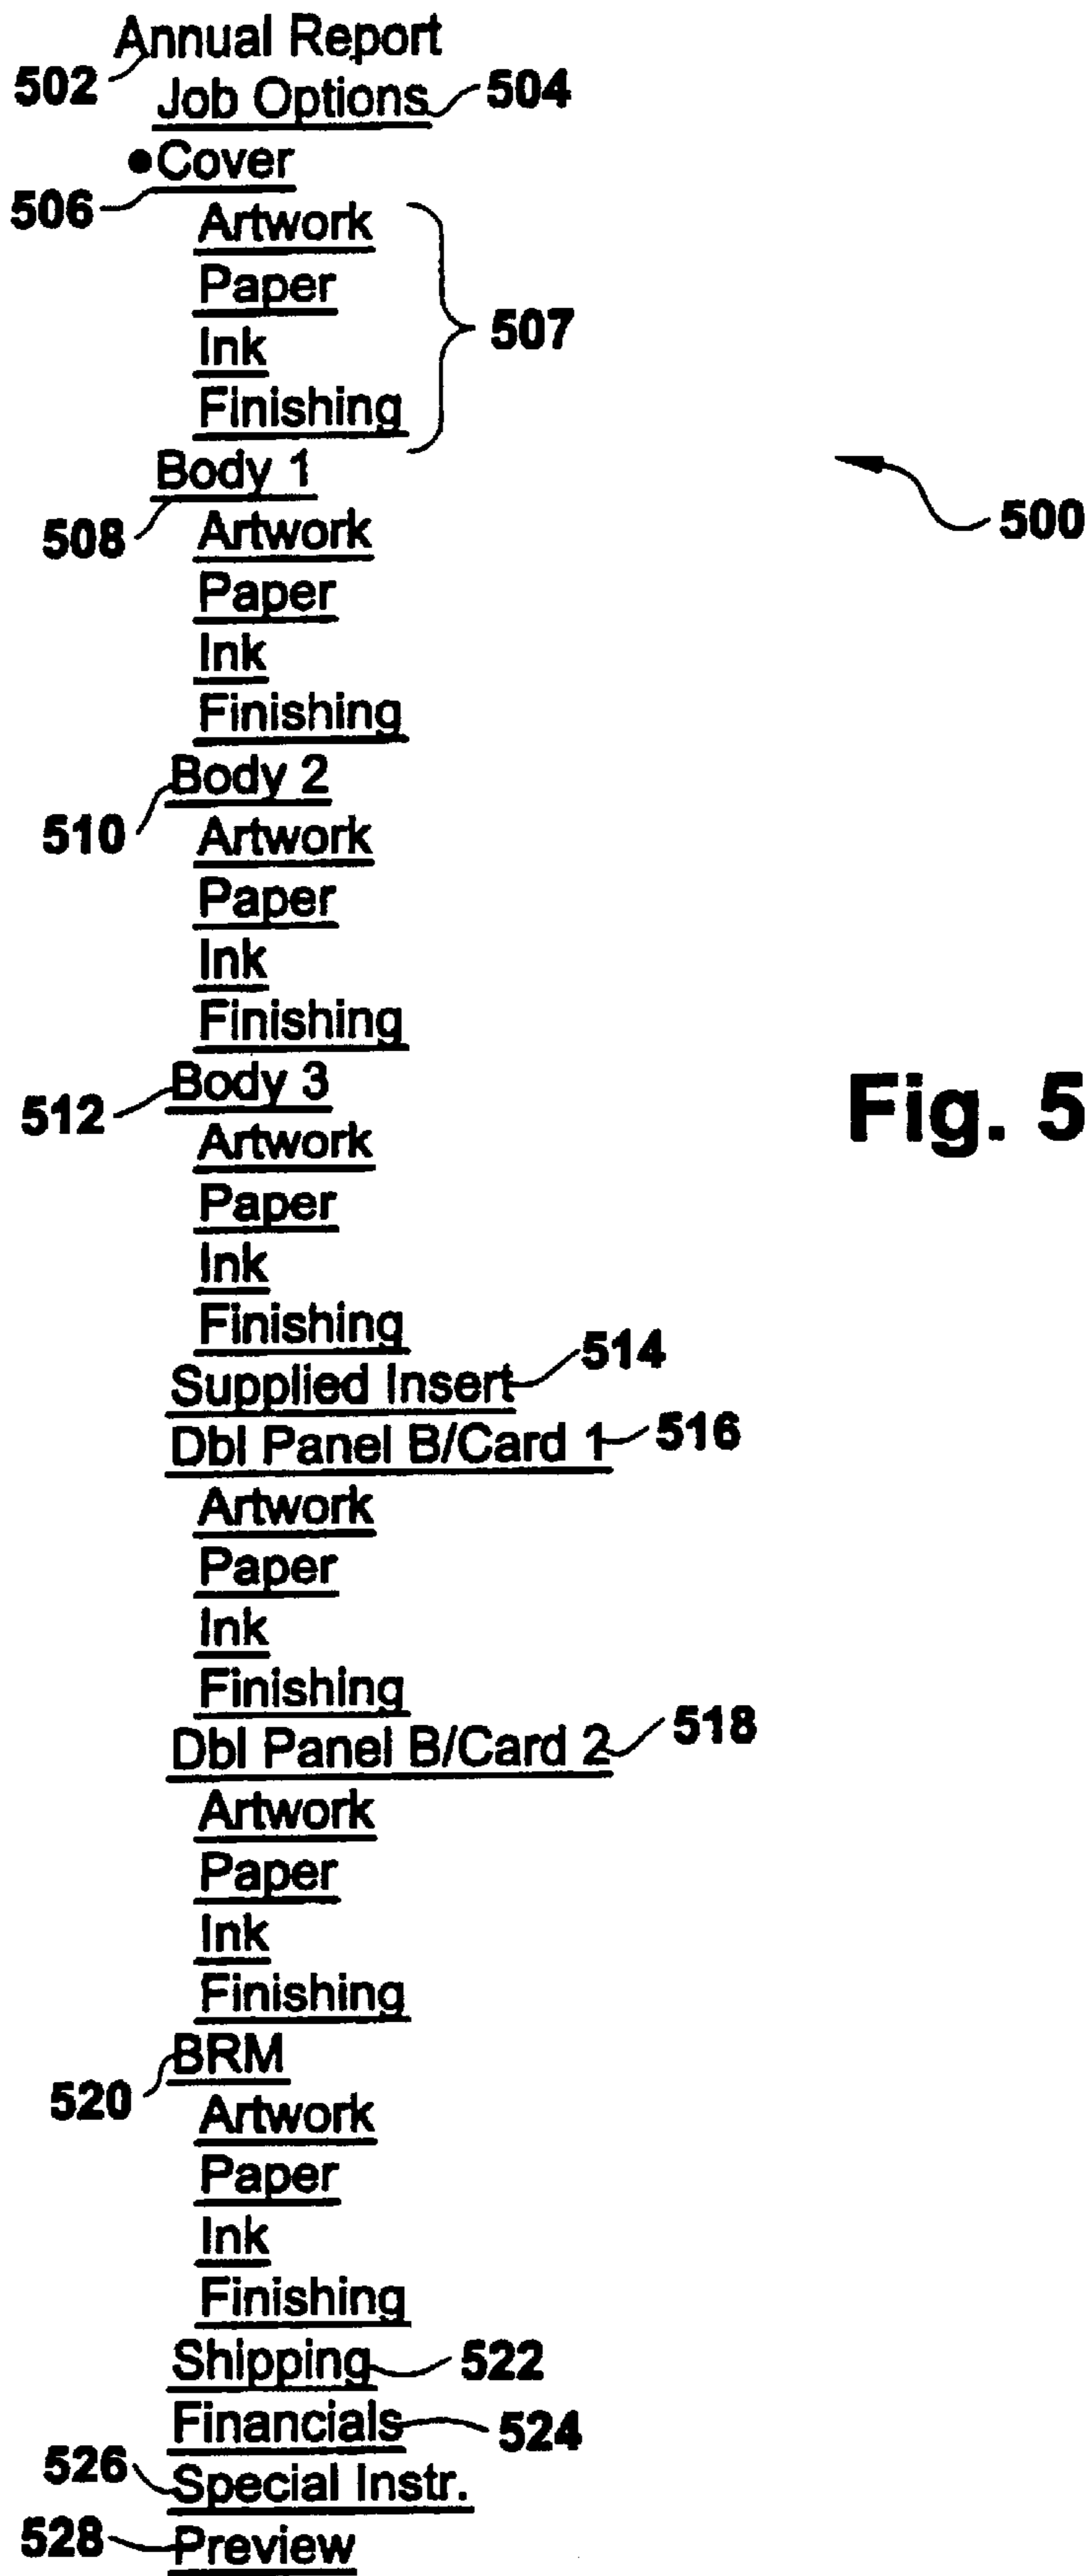 Annual Report
502
Job Options 504
•Cover
506
Artwork
Paper
Ink
507
Finishing
Body 1
508
500
Artwork
Paper
Ink
Finishing
Body 2
510
Artwork
Paper
Ink
Finishing
Body 3
512
Fig. 5
Artwork
Paper
Ink
Finishing
Supplied Insert 514
Dbl Panel B/Card 1 516
Artwork
Paper
Ink
Finishing
Dbl Panel B/Card 2 518
Artwork
Paper
Ink
Finishing
BRM
520
Artwork
Paper
Ink
Finishing
Shipping 522
Financials 524
526 Special Instr.
528 Preview